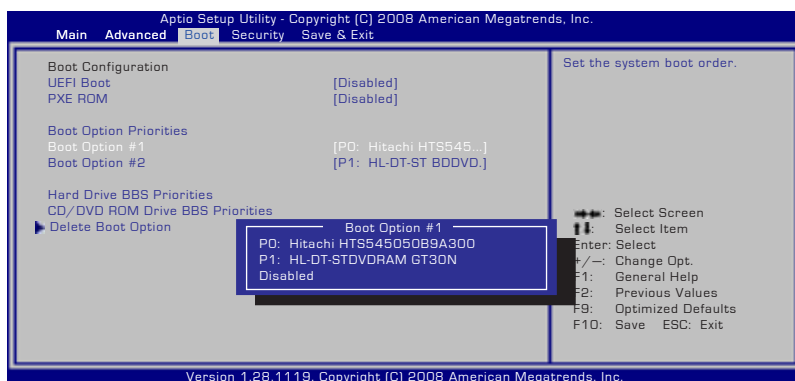 Aptio Setup Utility - Copyright (C) 2008 American Megatrends, Inc.
Main Advanced Boot Security Save & Exit
Boot Configuration
UEFI Boot [Disabled]
PXE ROM [Disabled]
Boot Option Priorities
Boot Option #1 [P0: Hitachi HTS545...]
Boot Option #2 [P1: HL-DT-ST BDDVD.]
Hard Drive BBS Priorities
CD/DVD ROM Drive BBS Priorities
Delete Boot Option
Boot Option #1
P0: Hitachi HTS545050B9A300
P1: HL-DT-STDVDRAM GT30N
Disabled
Set the system boot order.
: Select Screen
: Select Item
Enter: Select
+/—: Change Opt.
F1: General Help
F2: Previous Values
F9: Optimized Defaults
F10: Save ESC: Exit
Version 1.28.1119. Copyright (C) 2008 American Megatrends, Inc.